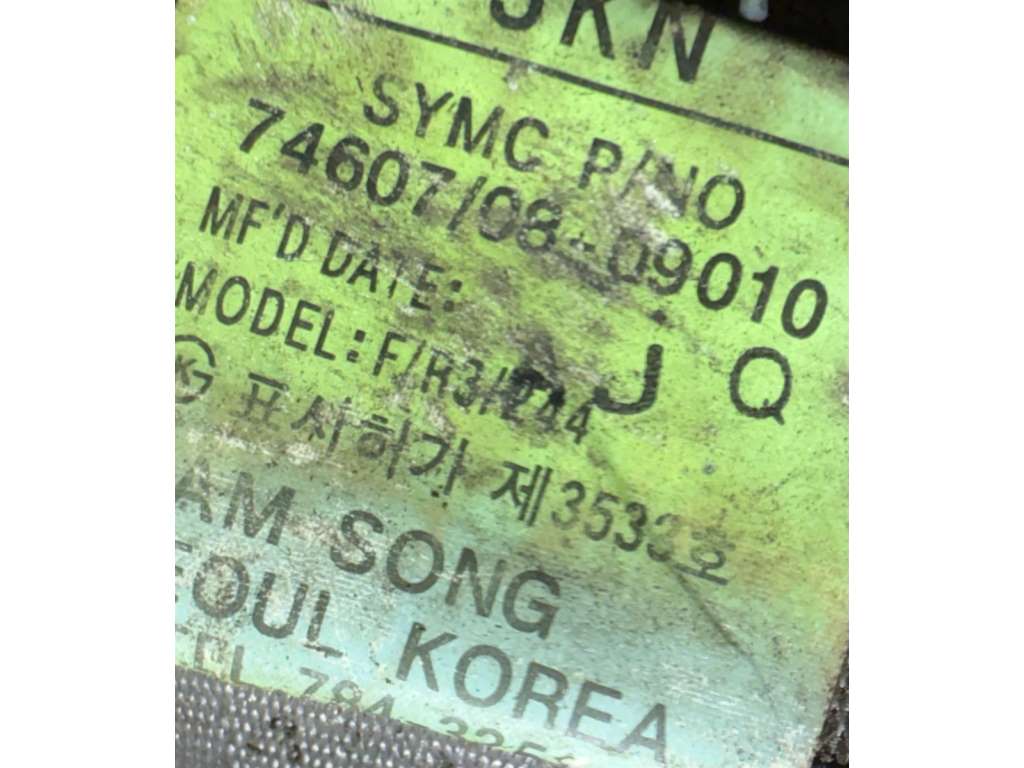 SYMC P/NO
74607/08-09010
MF'D DATE:
J Q
MODEL: F/R3/244
표시허가 제3533호
SONG
KOREA